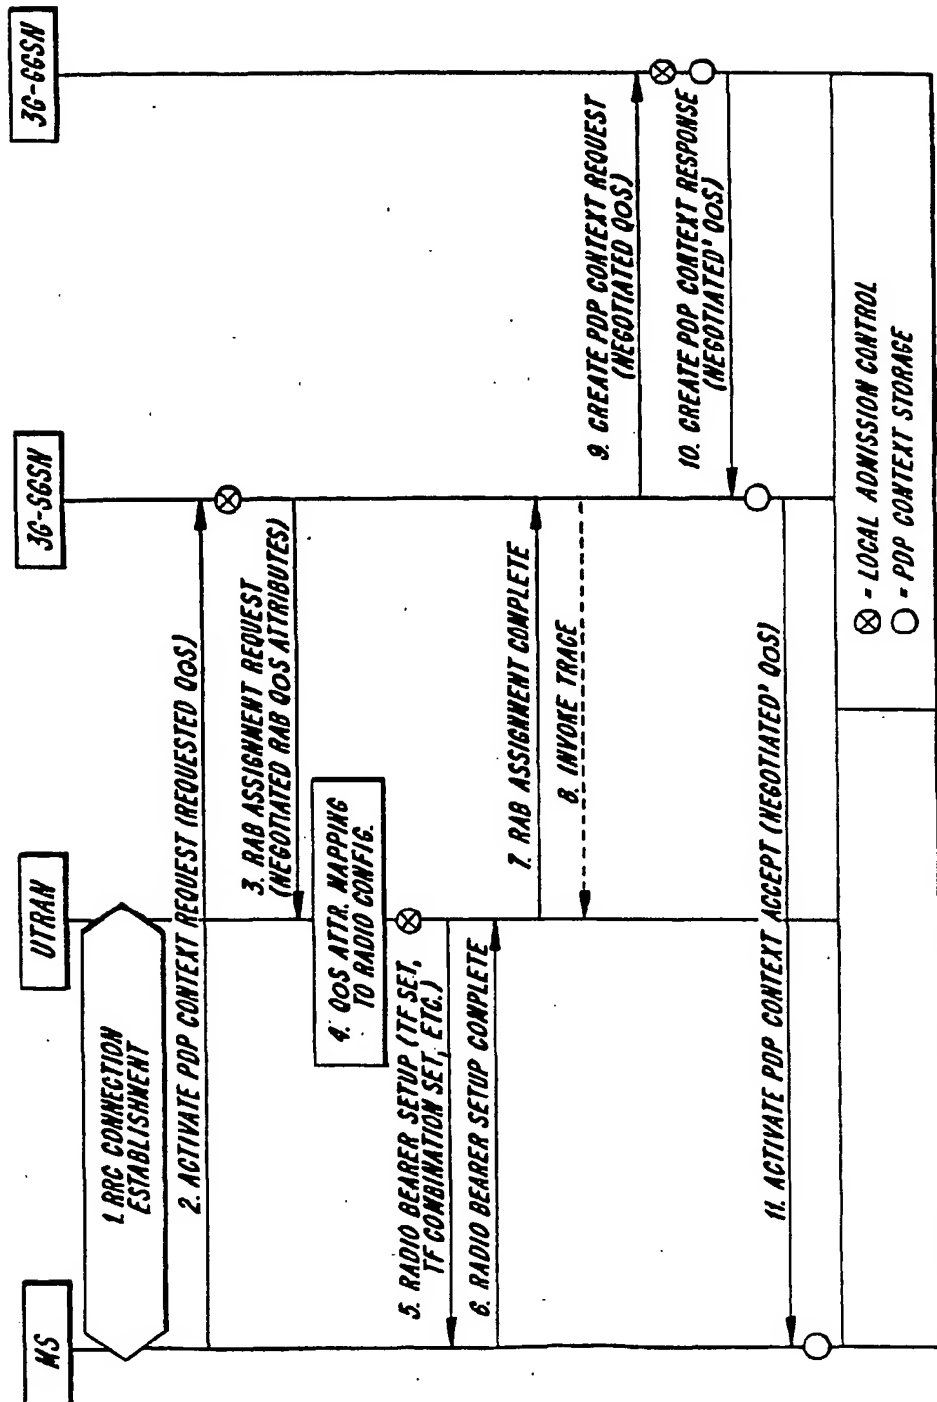 MS
UTRAN
3G-SGSN
3G-GGSN
1. RRC CONNECTION
ESTABLISHMENT
2. ACTIVATE PDP CONTEXT REQUEST (REQUESTED QOS)
3. RAB ASSIGNMENT REQUEST
(NEGOTIATED RAB QOS ATTRIBUTES)
4. QOS ATTR. MAPPING
TO RADIO CONFIG.
5. RADIO BEARER SETUP (TF SET,
TF COMBINATION SET, ETC.)
6. RADIO BEARER SETUP COMPLETE
7. RAB ASSIGNMENT COMPLETE
8. INVOKE TRACE
9. CREATE PDP CONTEXT REQUEST
(NEGOTIATED QOS)
10. CREATE PDP CONTEXT RESPONSE
(NEGOTIATED' QOS)
11. ACTIVATE PDP CONTEXT ACCEPT (NEGOTIATED' QOS)
⊗ = LOCAL ADMISSION CONTROL
○ = PDP CONTEXT STORAGE